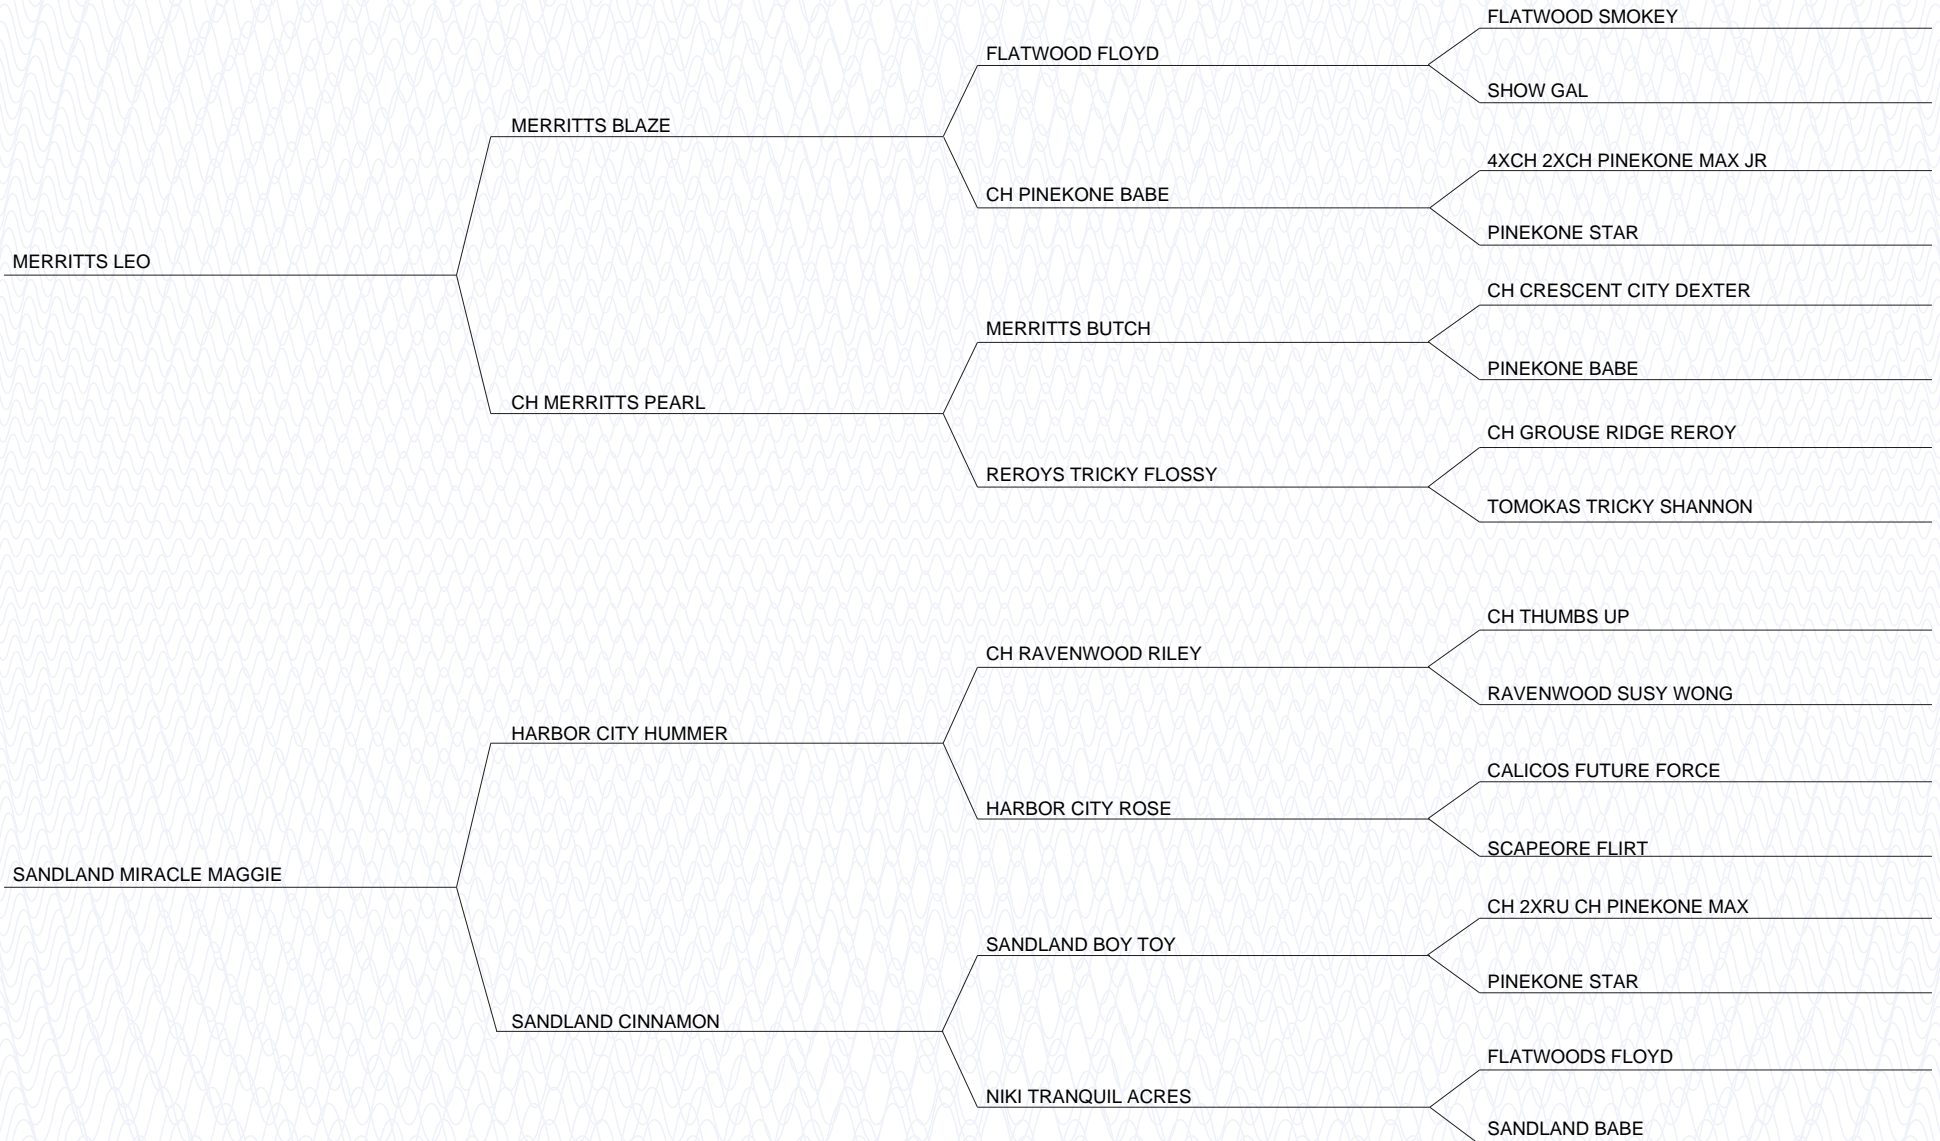 FLATWOOD SMOKEY
FLATWOOD FLOYD
SHOW GAL
MERRITTS BLAZE
4XCH 2XCH PINEKONE MAX JR
CH PINEKONE BABE
PINEKONE STAR
MERRITTS LEO
CH CRESCENT CITY DEXTER
MERRITTS BUTCH
PINEKONE BABE
CH MERRITTS PEARL
CH GROUSE RIDGE REROY
REROYS TRICKY FLOSSY
TOMOKAS TRICKY SHANNON
CH THUMBS UP
CH RAVENWOOD RILEY
RAVENWOOD SUSY WONG
HARBOR CITY HUMMER
CALICOS FUTURE FORCE
HARBOR CITY ROSE
SCAPEORE FLIRT
SANDLAND MIRACLE MAGGIE
CH 2XRU CH PINEKONE MAX
SANDLAND BOY TOY
PINEKONE STAR
SANDLAND CINNAMON
FLATWOODS FLOYD
NIKI TRANQUIL ACRES
SANDLAND BABE